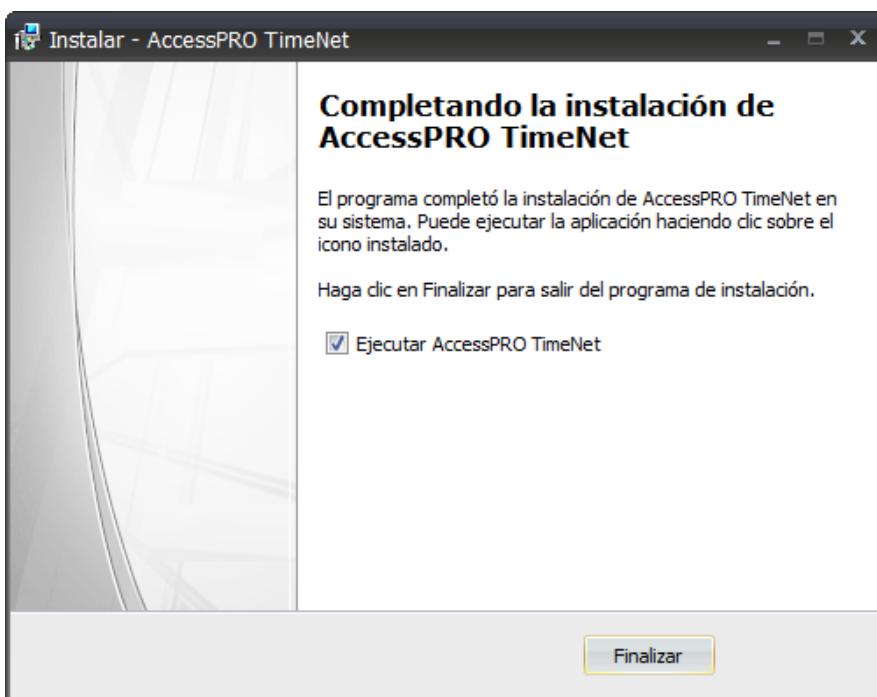 Instalar - AccessPRO TimeNet
Completando la instalación de
AccessPRO TimeNet
El programa completó la instalación de AccessPRO TimeNet en
su sistema. Puede ejecutar la aplicación haciendo clic sobre el
icono instalado.
Haga clic en Finalizar para salir del programa de instalación.
Ejecutar AccessPRO TimeNet
Finalizar